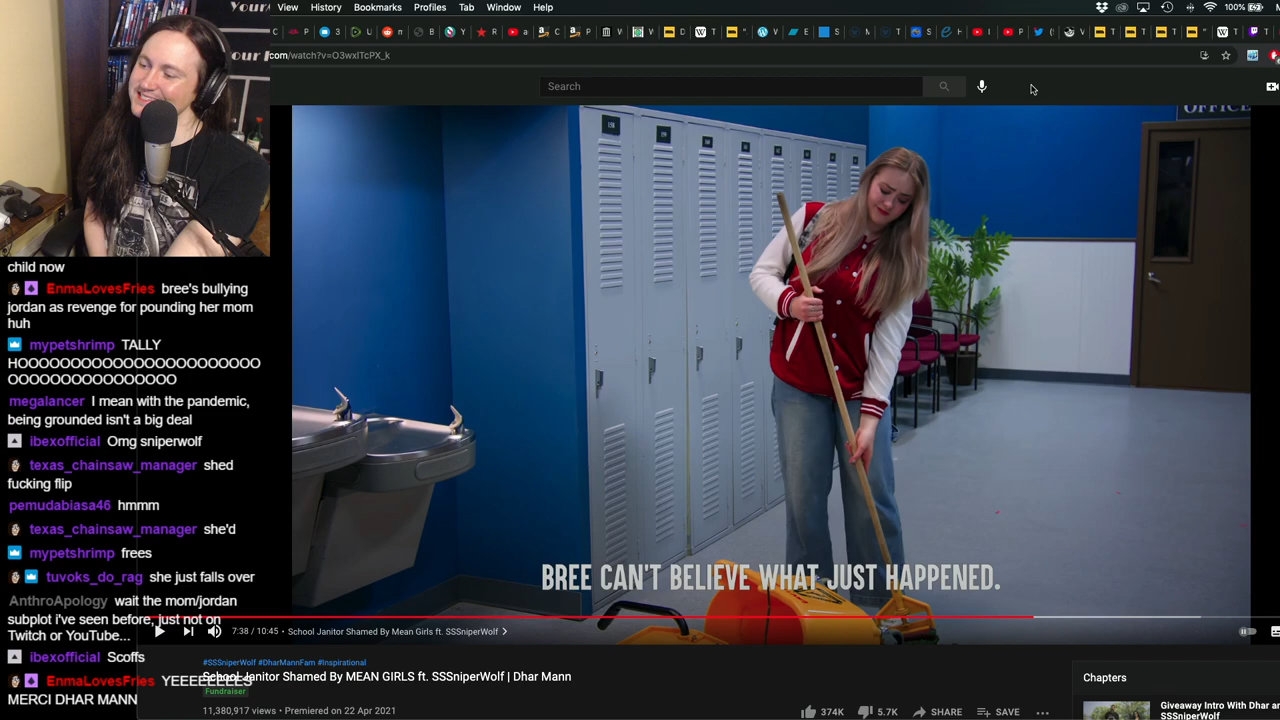 View History Bookmarks Profiles Tab Window Help
100%
com/watch?v=O3wxITcPX_k
Search
OFFICE
child now
EnmaLovesFries bree's bullying
jordan as revenge for pounding her mom
huh
mypetshrimp TALLY
HOOOOOOOOOOOOOOOOOOOOOO
OOOOOOOOOOOOOOOO
megalancer I mean with the pandemic,
being grounded isn't a big deal
ibexofficial Omg sniperwolf
texas_chainsaw_manager shed
fucking flip
pemudabiasa46 hmmm
texas_chainsaw_manager she'd
mypetshrimp frees
tuvoks_do_rag she just falls over
AnthroApology wait the mom/jordan
subplot i've seen before, just not on
Twitch or YouTube...
ibexofficial Scoffs
EnmaLovesFries YEEEEEEEES
MERCI DHAR MANN
BREE CAN'T BELIEVE WHAT JUST HAPPENED.
7:38 / 10:45 • School Janitor Shamed By Mean Girls ft. SSSniperWolf
#SSSniperWolf #DharMannFam #Inspirational
School Janitor Shamed By MEAN GIRLS ft. SSSniperWolf | Dhar Mann
Fundraiser
11,380,917 views • Premiered on 22 Apr 2021
374K 5.7K SHARE SAVE
Chapters
Engaveaway Intro With Dhar an
SSSniperWolf